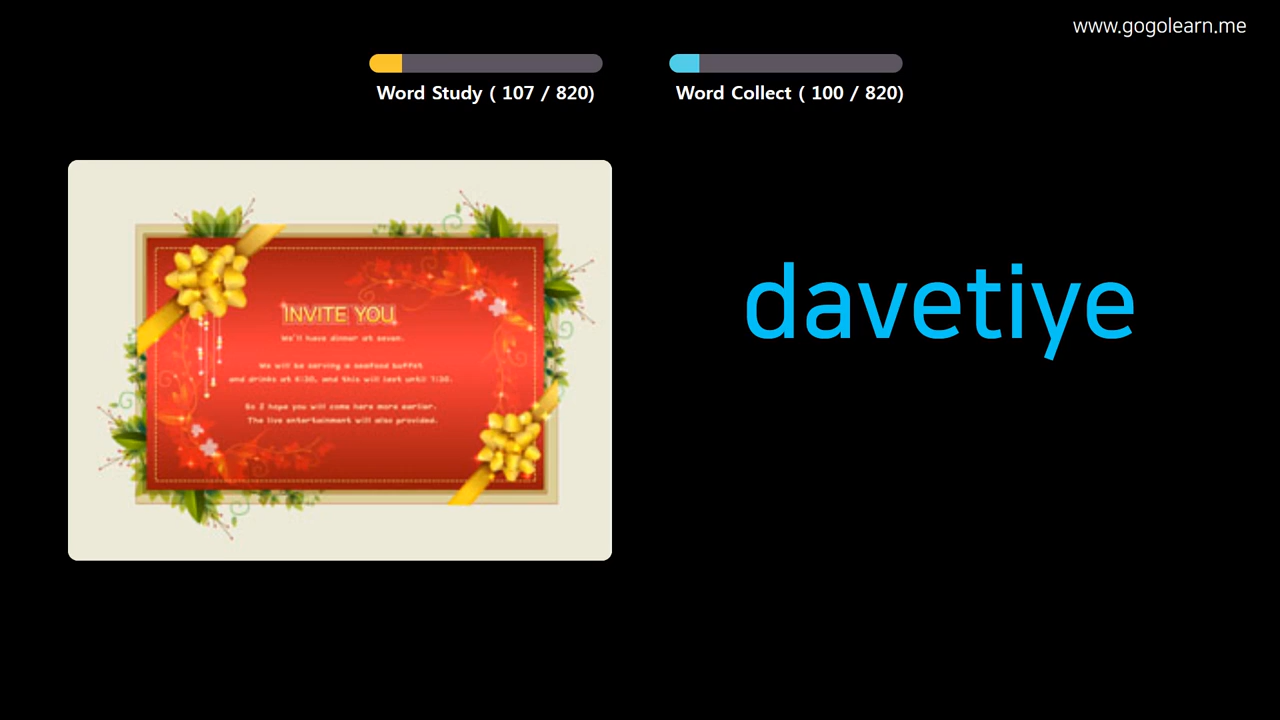 www.gogolearn.me
Word Study ( 107 / 820)
Word Collect ( 100 / 820)
INVITE YOU
We'll have dinner at seven.
We will be serving a seafood buffet
and drinks at 6:30, and this will last until 1:30.
So I hope you will come here more earlier.
The live entertainment will also provided.
davetiye